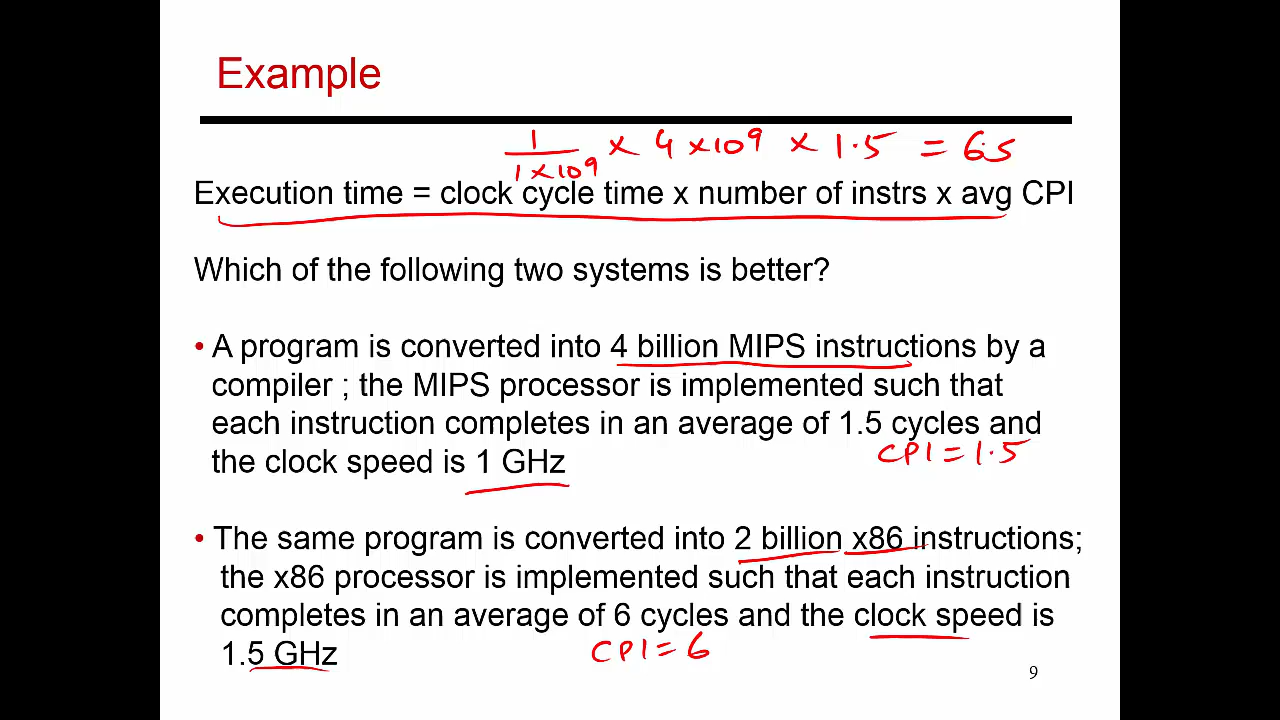 Example
1 / 1 × 10^9 × 4 × 10^9 × 1.5 = 6s
Execution time = clock cycle time x number of instrs x avg CPI
Which of the following two systems is better?
• A program is converted into 4 billion MIPS instructions by a
compiler ; the MIPS processor is implemented such that
each instruction completes in an average of 1.5 cycles and
CPI = 1.5
the clock speed is 1 GHz
• The same program is converted into 2 billion x86 instructions;
the x86 processor is implemented such that each instruction
completes in an average of 6 cycles and the clock speed is
1.5 GHz
CPI = 6
9